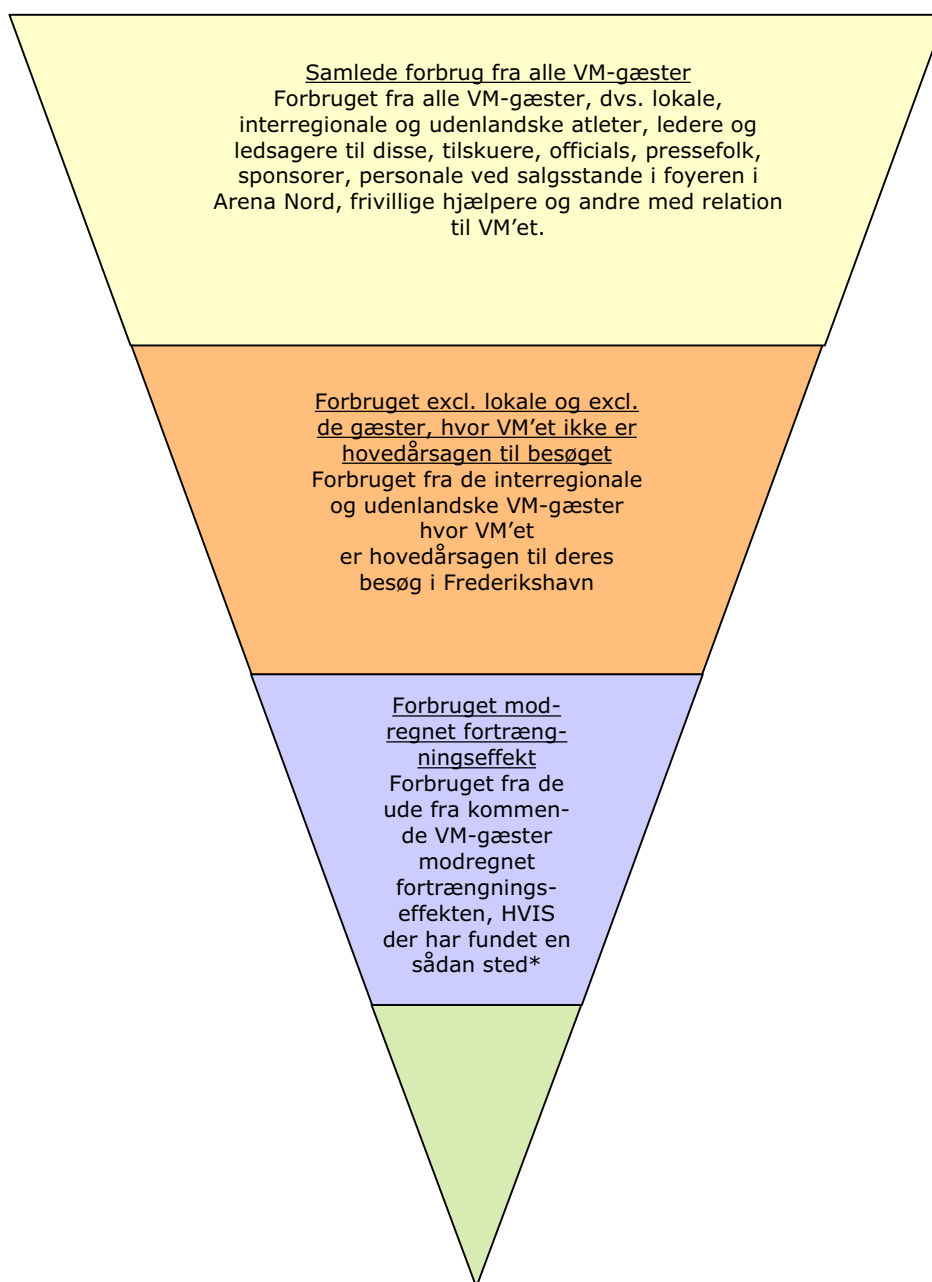 Samlede forbrug fra alle VM-gæster
Forbruget fra alle VM-gæster, dvs. lokale,
interregionale og udenlandske atleter, ledere og
ledsagere til disse, tilskuere, officials, pressefolk,
sponsorer, personale ved salgsstande i foyeren i
Arena Nord, frivillige hjælpere og andre med relation
til VM’et.
Forbruget excl. lokale og excl.
de gæster, hvor VM’et ikke er
hovedårsagen til besøget
Forbruget fra de interregionale
og udenlandske VM-gæster
hvor VM’et
er hovedårsagen til deres
besøg i Frederikshavn
Forbruget mod-
regnet fortræng-
ningseffekt
Forbruget fra de
ude fra kommen-
de VM-gæster
modregnet
fortrængnings-
effekten, HVIS
der har fundet en
sådan sted*